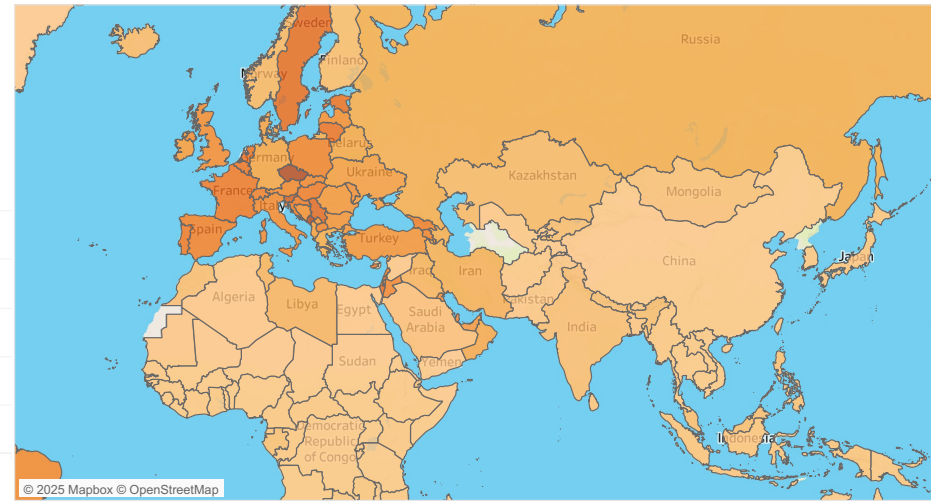 Sweden
Russia
Norway
Finland
Belarus
Germany
Ukraine
Kazakhstan
France
Mongolia
Italy
Spain
Turkey
China
Japan
Iraq
Iran
Algeria
Libya
Egypt
Pakistan
Saudi
Arabia
India
Sudan
Yemen
Democratic
Republic
of Congo
Indonesia
© 2025 Mapbox © OpenStreetMap